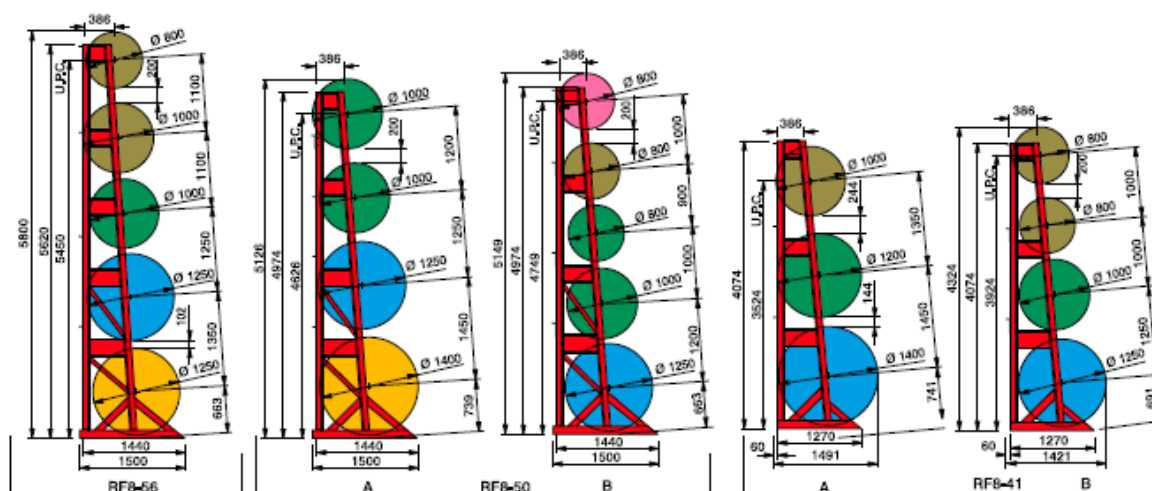 386
Ø 800
200
1100
Ø 1000
1100
Ø 1000
1250
Ø 1250
102
1350
Ø 1250
663
U.P.C.
5800
5620
5450
1440
1500
RF8-56
386
Ø 1000
200
1200
Ø 1000
1250
Ø 1250
1450
Ø 1400
739
U.P.C.
5126
4974
4626
1440
1500
A
RF8-50
386
Ø 800
200
1000
Ø 800
900
Ø 800
1000
Ø 1000
1200
Ø 1250
663
U.P.C.
5149
4974
4749
1440
1500
B
386
Ø 1000
244
1350
Ø 1200
144
1450
Ø 1400
741
U.P.C.
4074
3524
60
1270
1491
A
RF8-41
386
Ø 800
200
1000
Ø 800
1000
Ø 1000
1250
Ø 1250
691
U.P.C.
4324
4074
3924
60
1270
1421
B